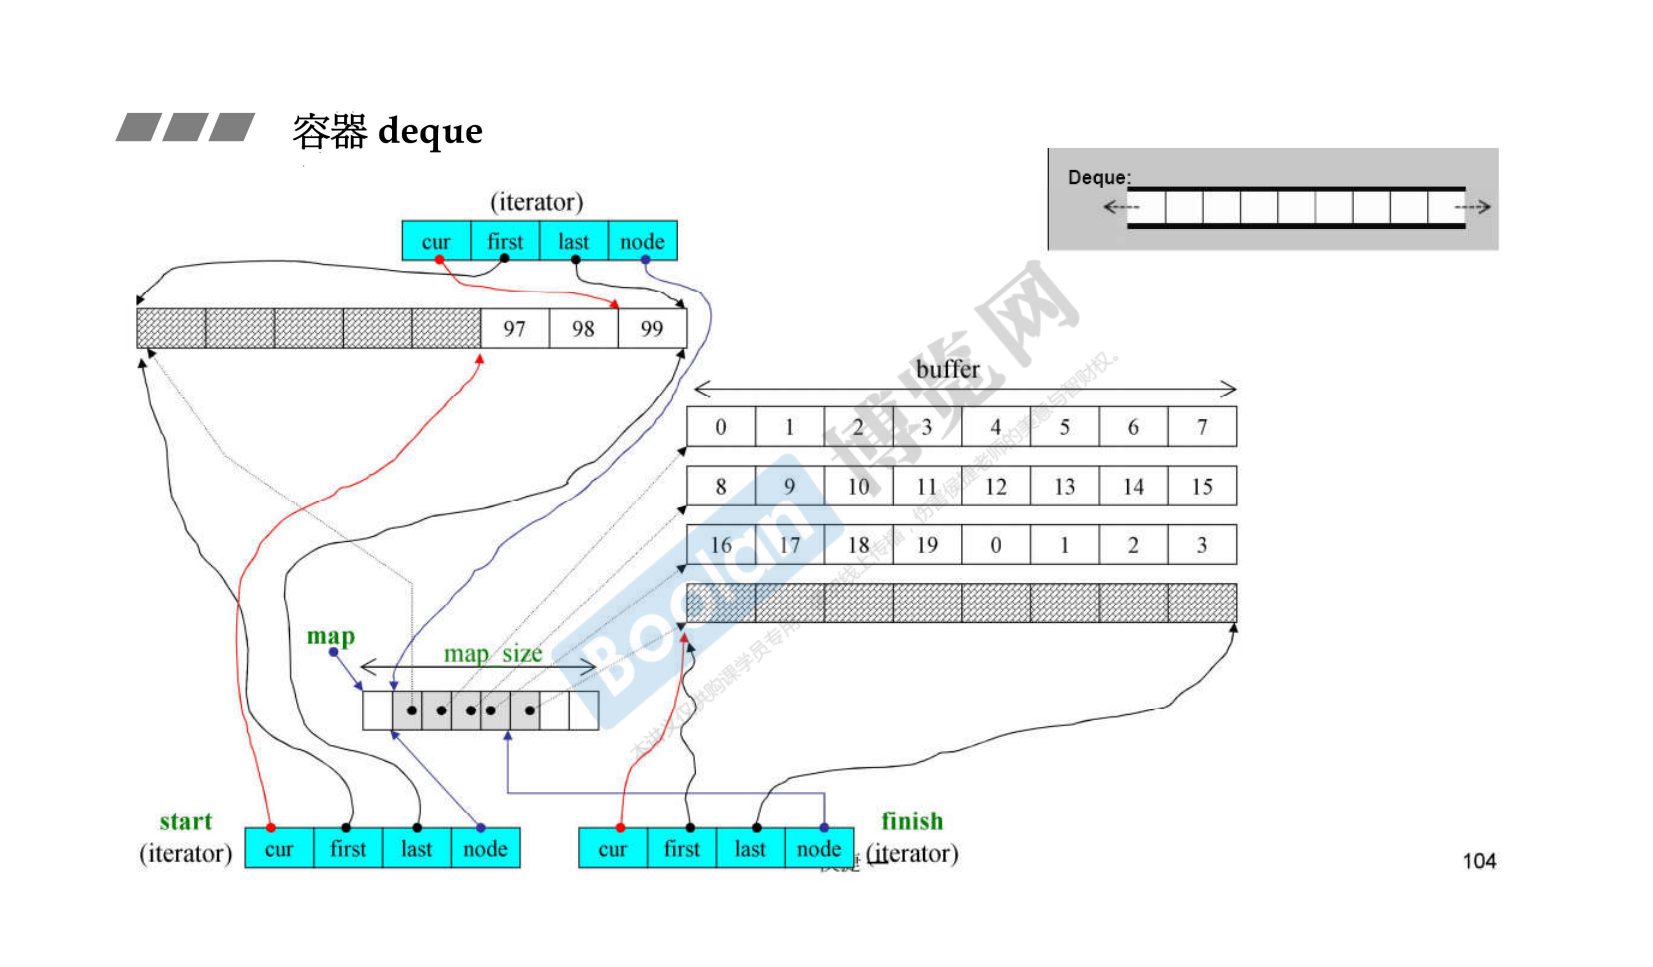 容器 deque
Deque:
(iterator)
cur first last node
97 98 99
buffer
0 1 2 3 4 5 6 7
8 9 10 11 12 13 14 15
16 17 18 19 0 1 2 3
map
map size
start
(iterator)
cur first last node
cur first last node
finish
(iterator)
104
博览网
Boolan